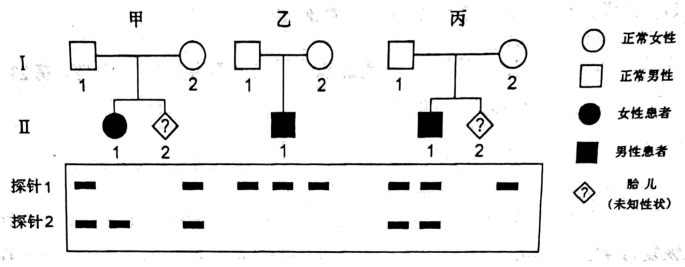 甲 乙 丙
I
1 2 1 2 1 2
II
? ?
1 2 1 1 2
探针1
探针2
正常女性
正常男性
女性患者
男性患者
? 胎儿
(未知性状)